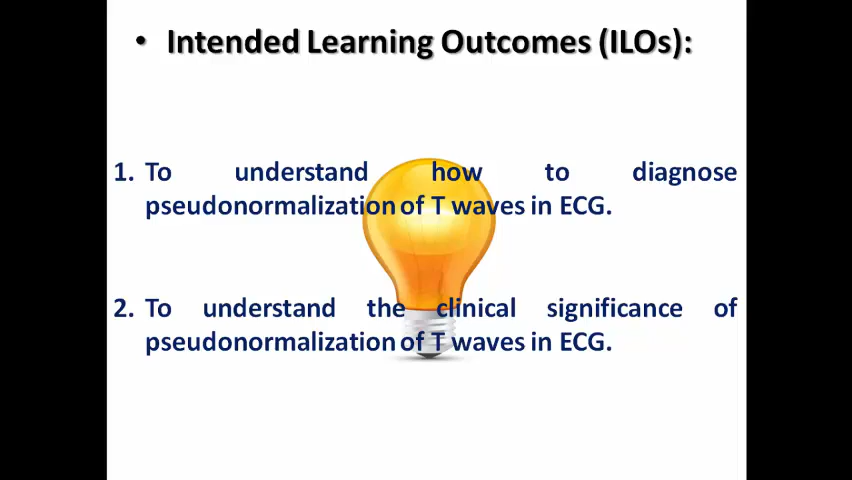 • Intended Learning Outcomes (ILOs):
1. To understand how to diagnose
pseudonormalization of T waves in ECG.
2. To understand the clinical significance of
pseudonormalization of T waves in ECG.